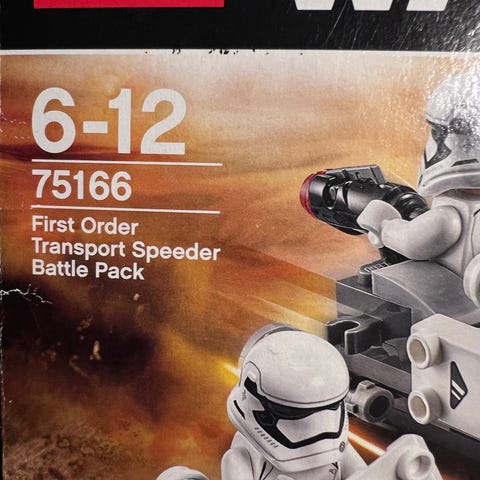 6-12
75166
First Order
Transport Speeder
Battle Pack